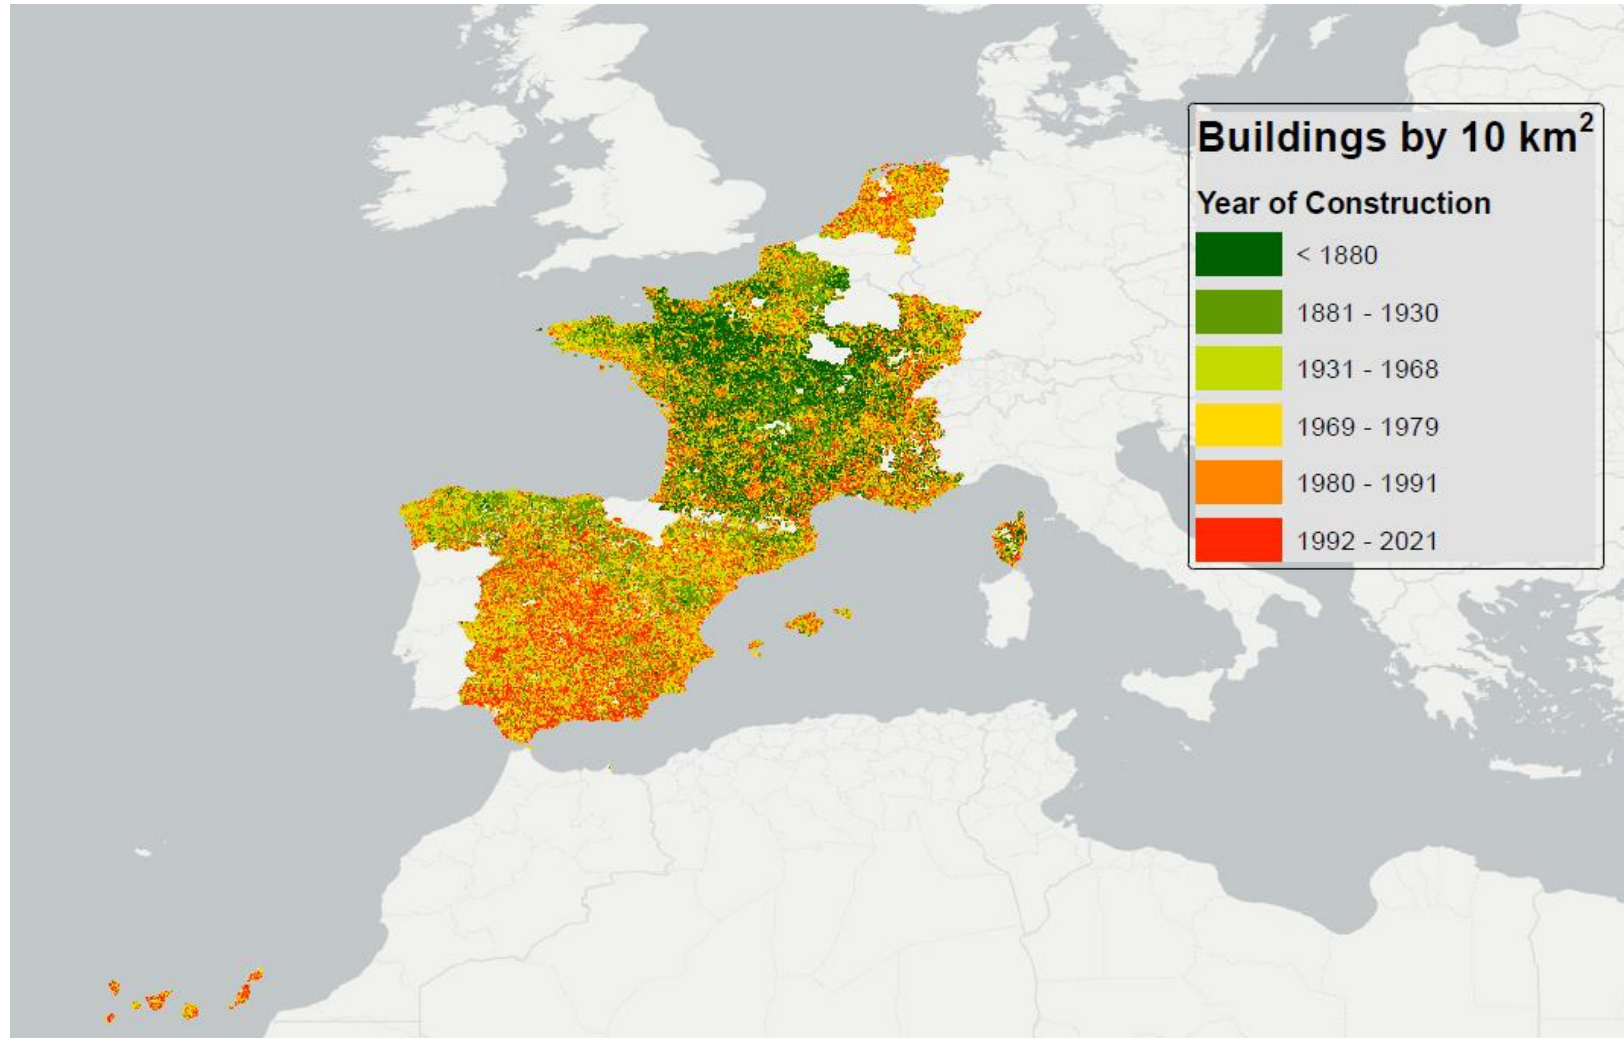 Buildings by 10 km²
Year of Construction
< 1880
1881 - 1930
1931 - 1968
1969 - 1979
1980 - 1991
1992 - 2021